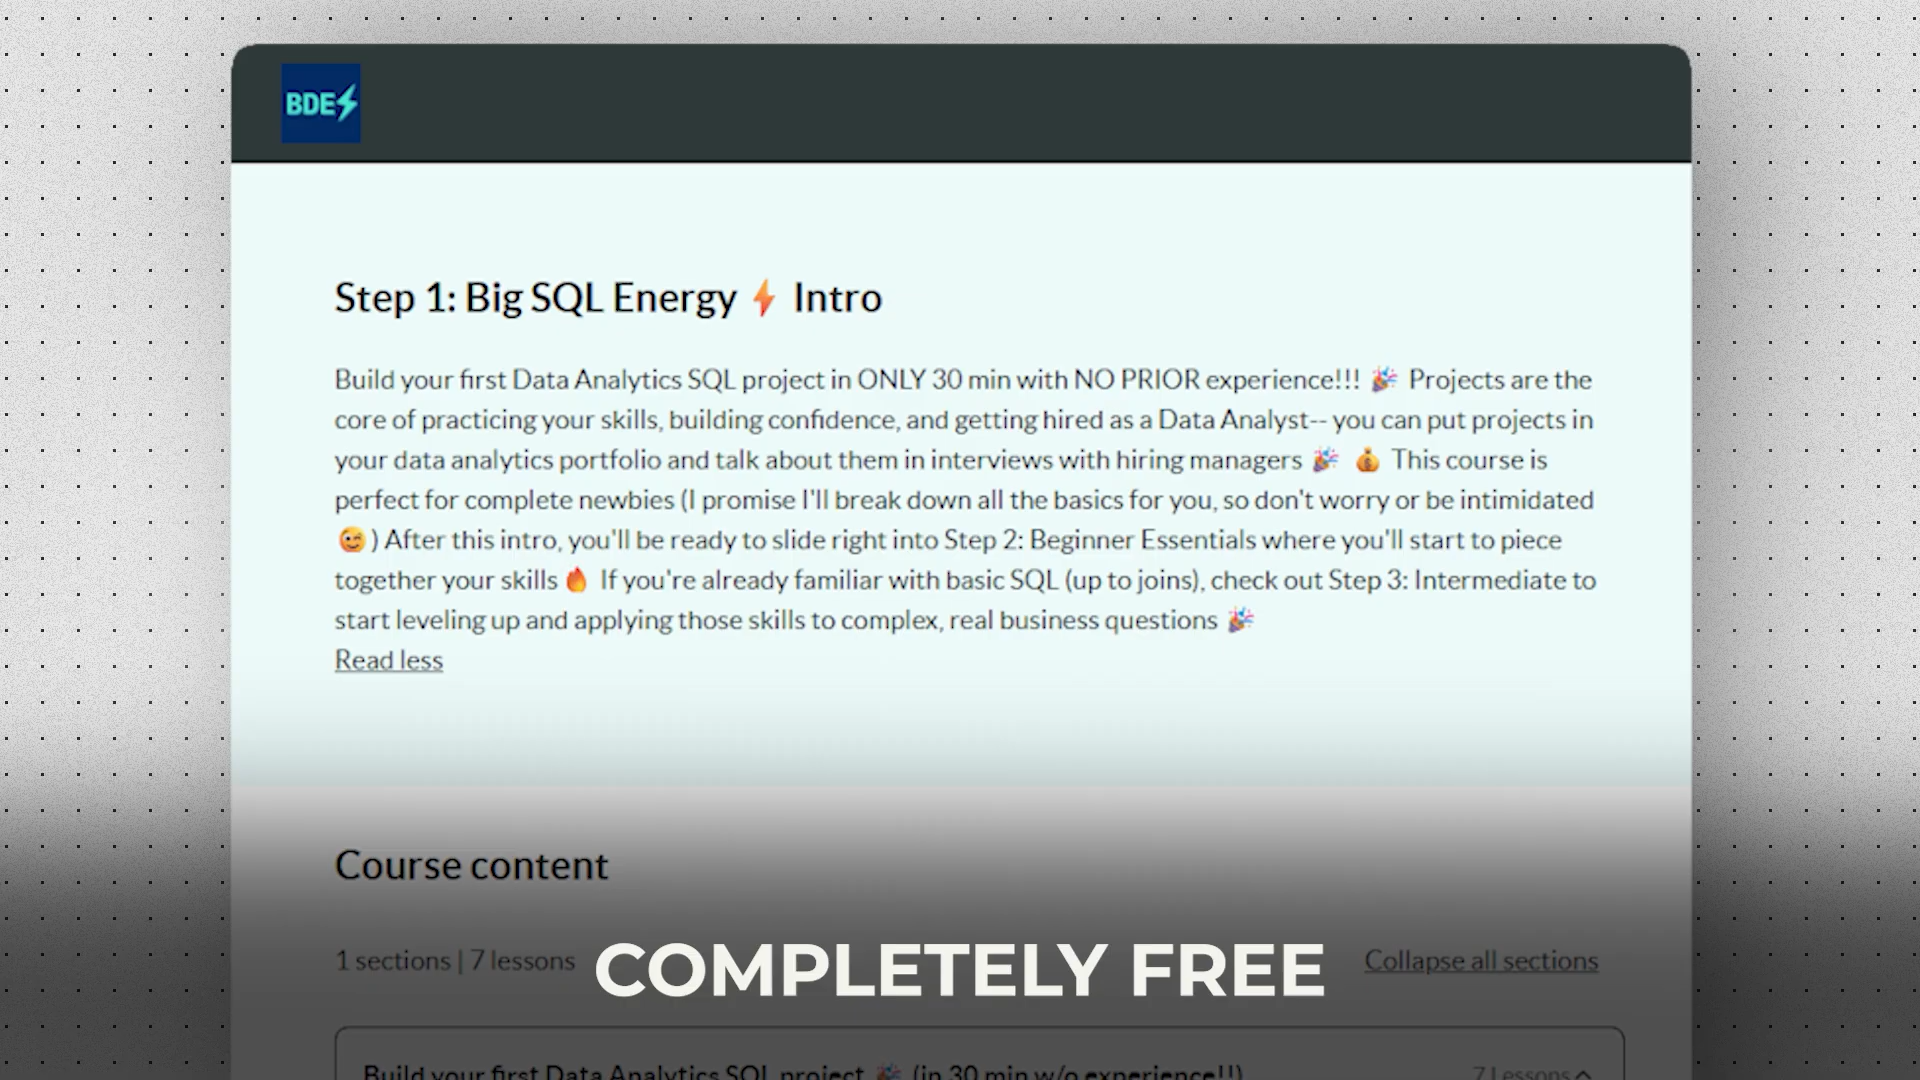 BDE⚡
Step 1: Big SQL Energy ⚡ Intro
Build your first Data Analytics SQL project in ONLY 30 min with NO PRIOR experience!!! 🎉 Projects are the
core of practicing your skills, building confidence, and getting hired as a Data Analyst-- you can put projects in
your data analytics portfolio and talk about them in interviews with hiring managers 🎉 💰 This course is
perfect for complete newbies (I promise I'll break down all the basics for you, so don't worry or be intimidated
😉 ) After this intro, you'll be ready to slide right into Step 2: Beginner Essentials where you'll start to piece
together your skills 🔥 If you're already familiar with basic SQL (up to joins), check out Step 3: Intermediate to
start leveling up and applying those skills to complex, real business questions 🎉
Read less
Course content
1 sections | 7 lessons
COMPLETELY FREE
Collapse all sections
Build your first Data Analytics SQL project 🎉 (in 30 min w/o experience!!)
7 Lessons